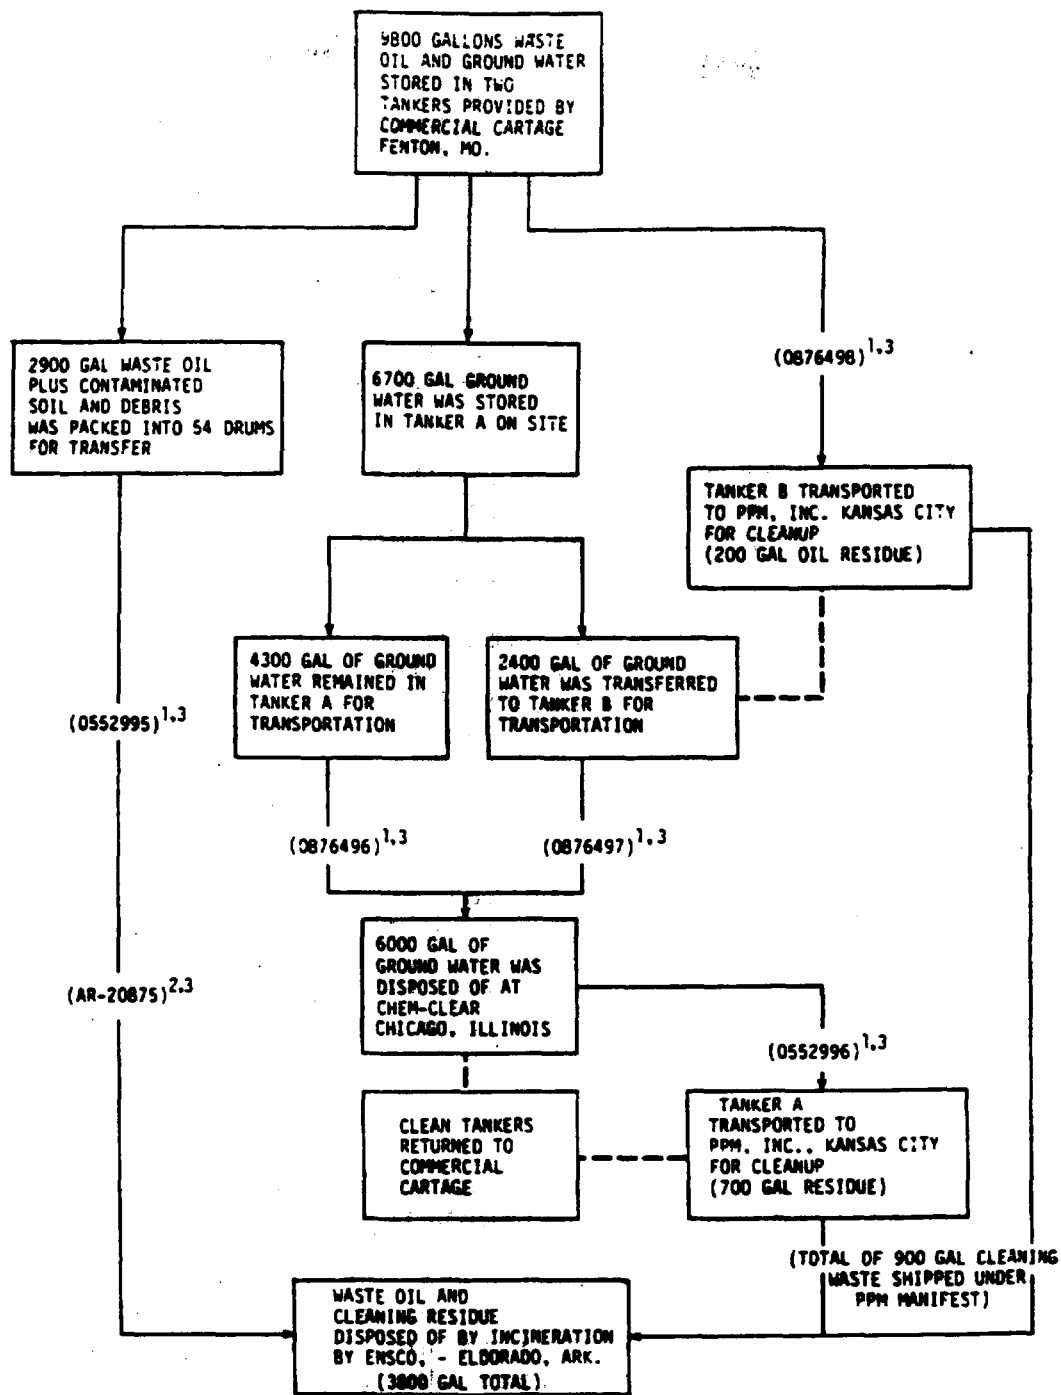 9800 GALLONS WASTE
OIL AND GROUND WATER
STORED IN TWO
TANKERS PROVIDED BY
COMMERCIAL CARTAGE
FENTON, MO.
2900 GAL WASTE OIL
PLUS CONTAMINATED
SOIL AND DEBRIS
WAS PACKED INTO 54 DRUMS
FOR TRANSFER
6700 GAL GROUND
WATER WAS STORED
IN TANKER A ON SITE
(0876498)1,3
TANKER B TRANSPORTED
TO PPM, INC. KANSAS CITY
FOR CLEANUP
(200 GAL OIL RESIDUE)
4300 GAL OF GROUND
WATER REMAINED IN
TANKER A FOR
TRANSPORTATION
2400 GAL OF GROUND
WATER WAS TRANSFERRED
TO TANKER B FOR
TRANSPORTATION
(0552995)1,3
(0876496)1,3
(0876497)1,3
6000 GAL OF
GROUND WATER WAS
DISPOSED OF AT
CHEM-CLEAR
CHICAGO, ILLINOIS
(AR-20875)2,3
(0552996)1,3
CLEAN TANKERS
RETURNED TO
COMMERCIAL
CARTAGE
TANKER A
TRANSPORTED TO
PPM, INC., KANSAS CITY
FOR CLEANUP
(700 GAL RESIDUE)
(TOTAL OF 900 GAL CLEANING
WASTE SHIPPED UNDER
PPM MANIFEST)
WASTE OIL AND
CLEANING RESIDUE
DISPOSED OF BY INCINERATION
BY ENSCO, - ELDORADO, ARK.
(3800 GAL TOTAL)